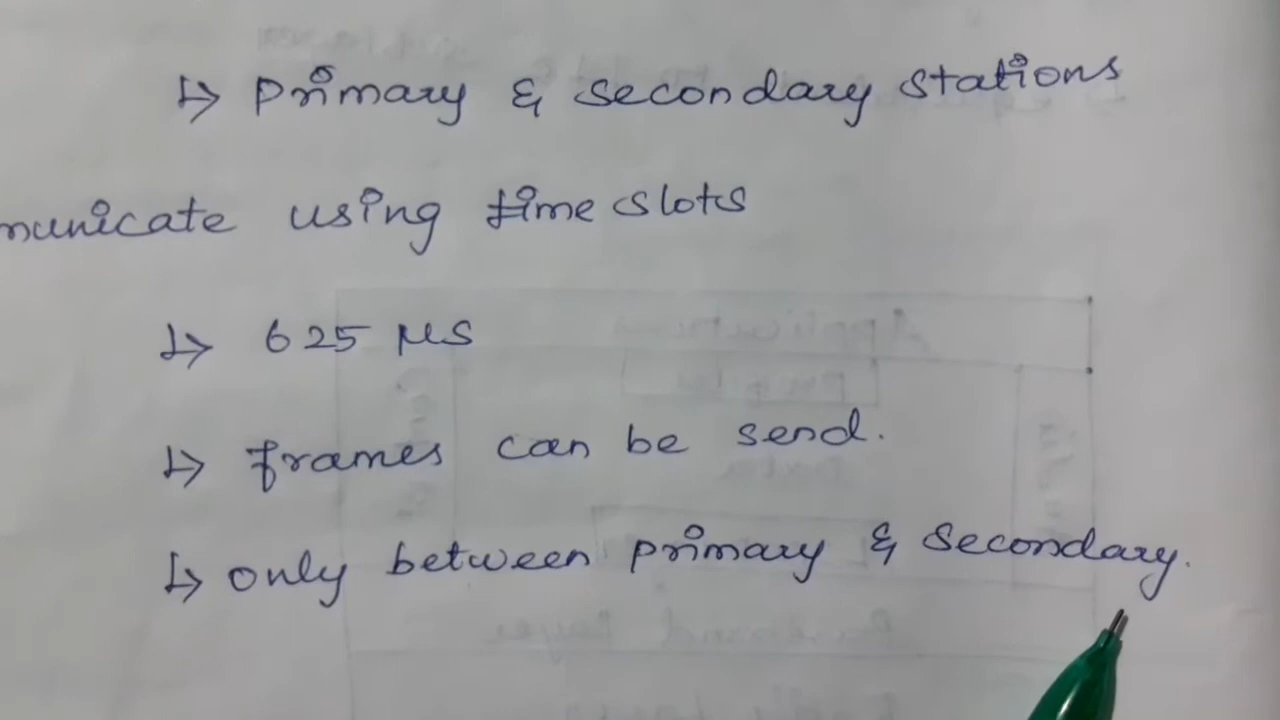 ↳ primary & secondary stations
municate using time slots
↳ 625 μs
↳ frames can be send.
↳ only between primary & secondary.